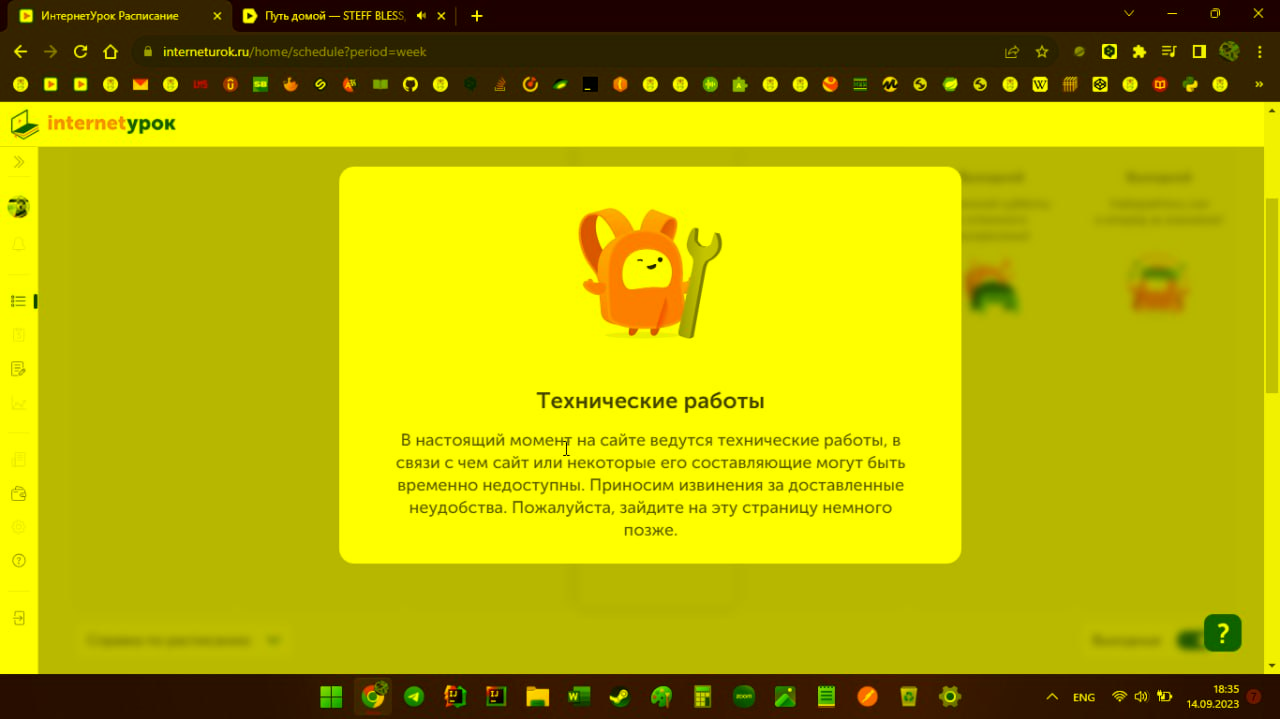 ИнтернетУрок Расписание
Путь домой — STEFF BLESS,
interneturok.ru/home/schedule?period=week
internetурок
Технические работы
В настоящий момент на сайте ведутся технические работы, в
связи с чем сайт или некоторые его составляющие могут быть
временно недоступны. Приносим извинения за доставленные
неудобства. Пожалуйста, зайдите на эту страницу немного
позже.
?
ENG
18:35
14.09.2023
7